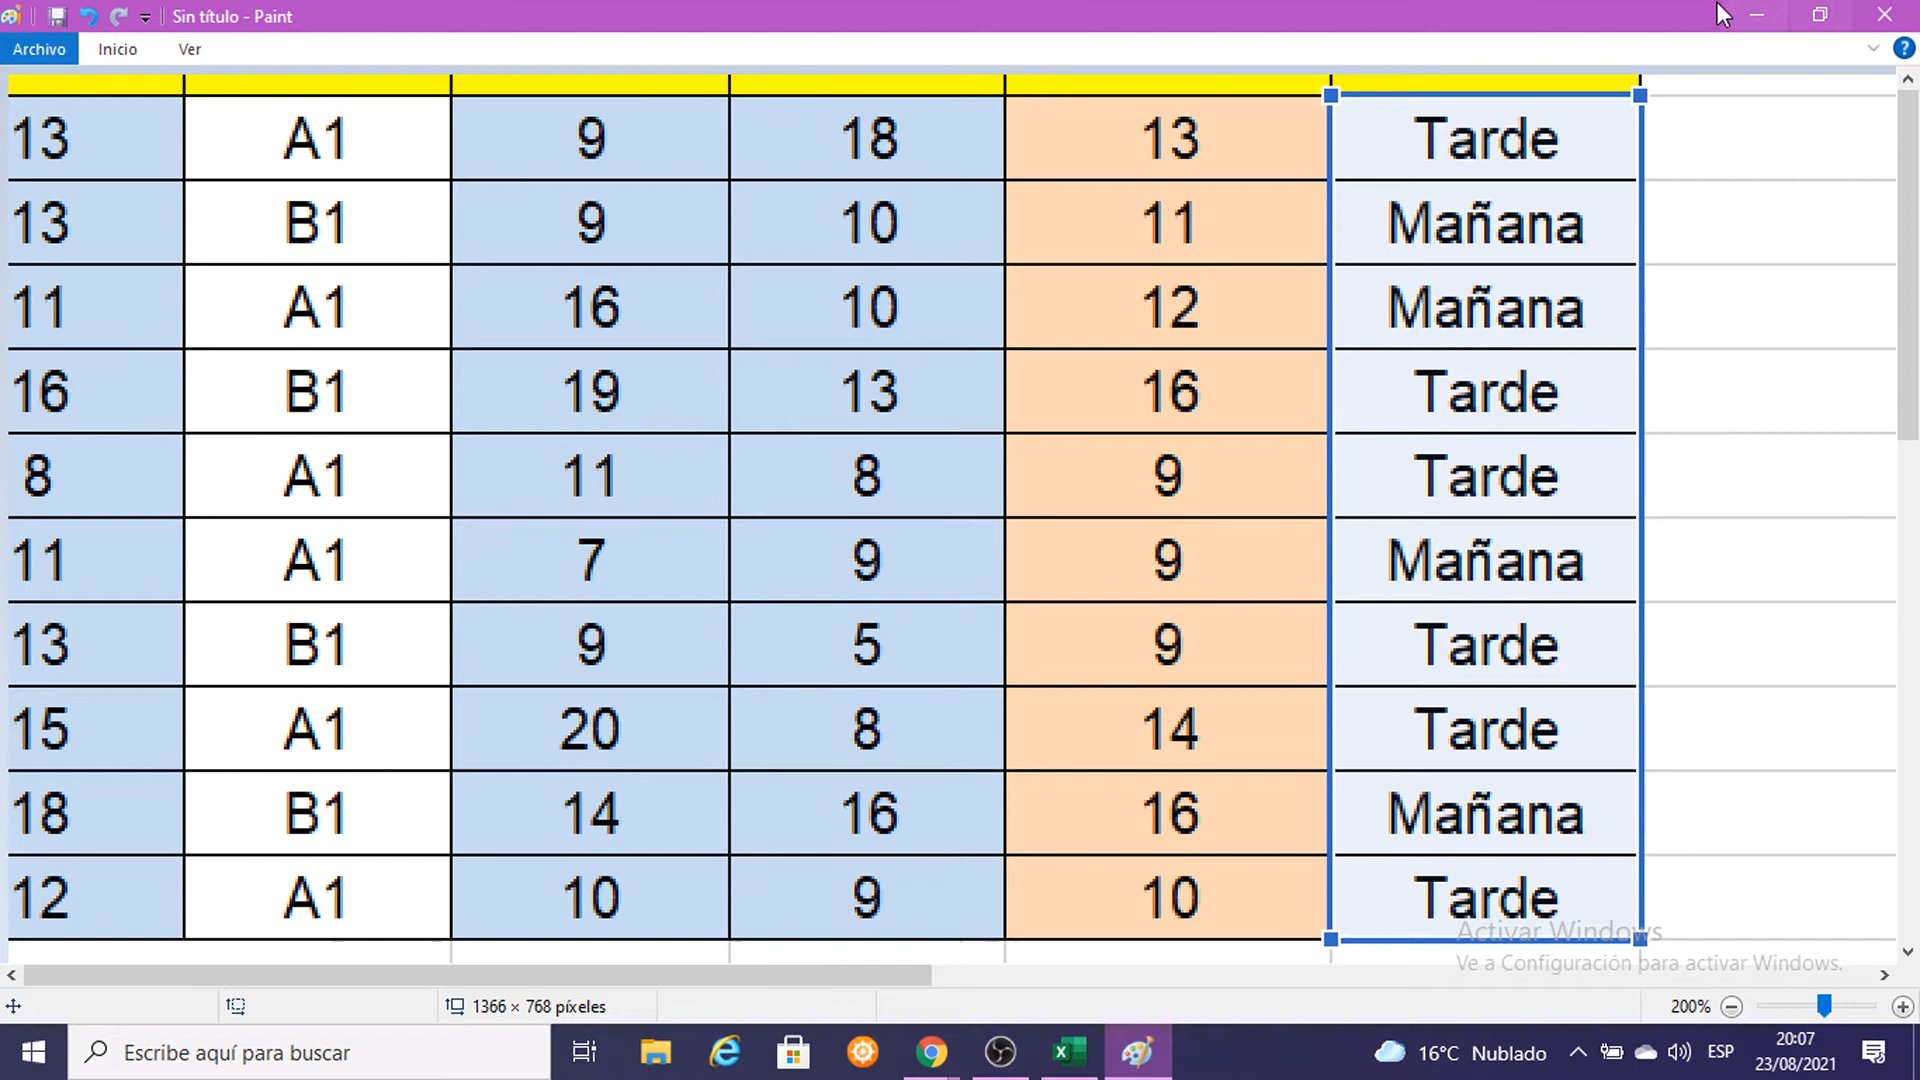 Sin título - Paint
Archivo Inicio Ver
13 A1 9 18 13 Tarde
13 B1 9 10 11 Mañana
11 A1 16 10 12 Mañana
16 B1 19 13 16 Tarde
8 A1 11 8 9 Tarde
11 A1 7 9 9 Mañana
13 B1 9 5 9 Tarde
15 A1 20 8 14 Tarde
18 B1 14 16 16 Mañana
12 A1 10 9 10 Tarde
Activar Windows
Ve a Configuración para activar Windows.
1366 × 768 píxeles 200%
Escribe aquí para buscar
16°C Nublado ESP 20:07
23/08/2021